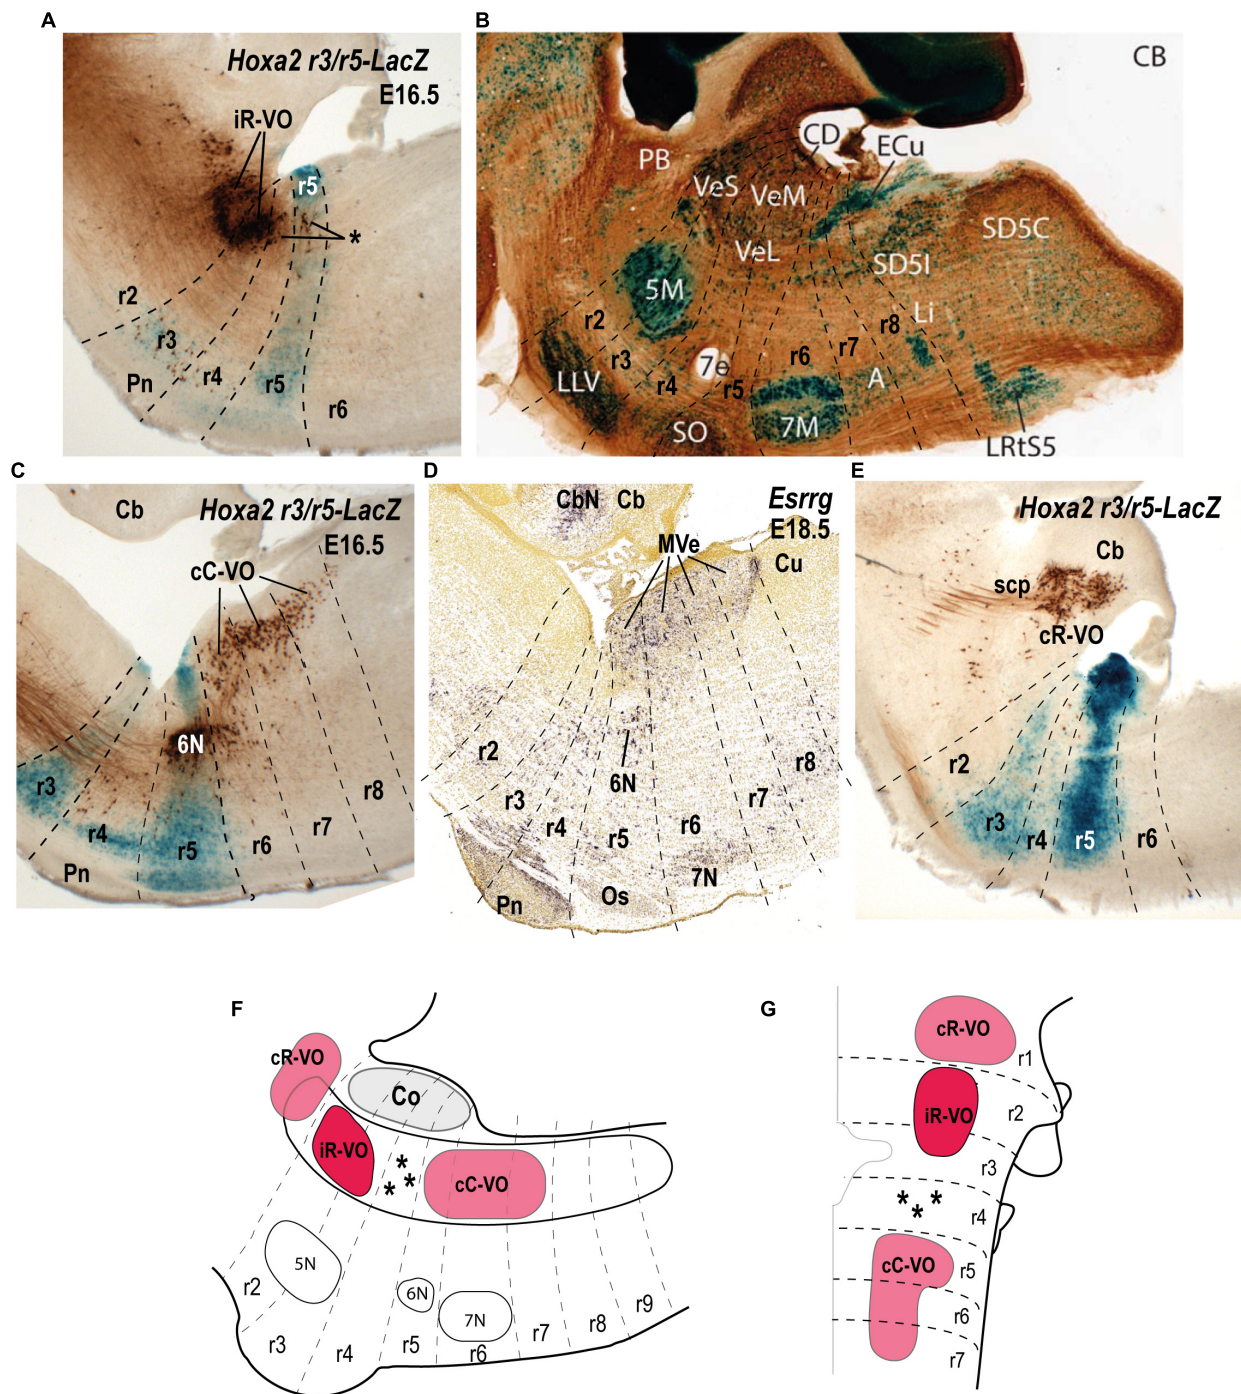 A
Hoxa2 r3/r5-LacZ
E16.5
iR-VO
r5
*
r2
r3
r4
Pn
r5
r6
B
CB
CD
ECu
PB
VeS
VeM
VeL
SD5C
SD5I
5M
r2
r3
r4
7e
r5
r6
r7
r8
Li
A
LLV
SO
7M
LRtS5
C
Cb
Hoxa2 r3/r5-LacZ
E16.5
cC-VO
6N
r3
r4
r5
r6
r7
r8
Pn
D
CbN
Cb
Esrrg
E18.5
MVe
Cu
r2
r3
r4
6N
r5
r6
r7
r8
7N
Os
Pn
E
Hoxa2 r3/r5-LacZ
Cb
scp
cR-VO
r2
r3
r4
r5
r6
F
cR-VO
Co
iR-VO
*
*
*
cC-VO
5N
6N
7N
r2
r3
r4
r5
r6
r7
r8
r9
G
cR-VO
r1
iR-VO
r2
r3
* *
*
r4
cC-VO
r5
r6
r7